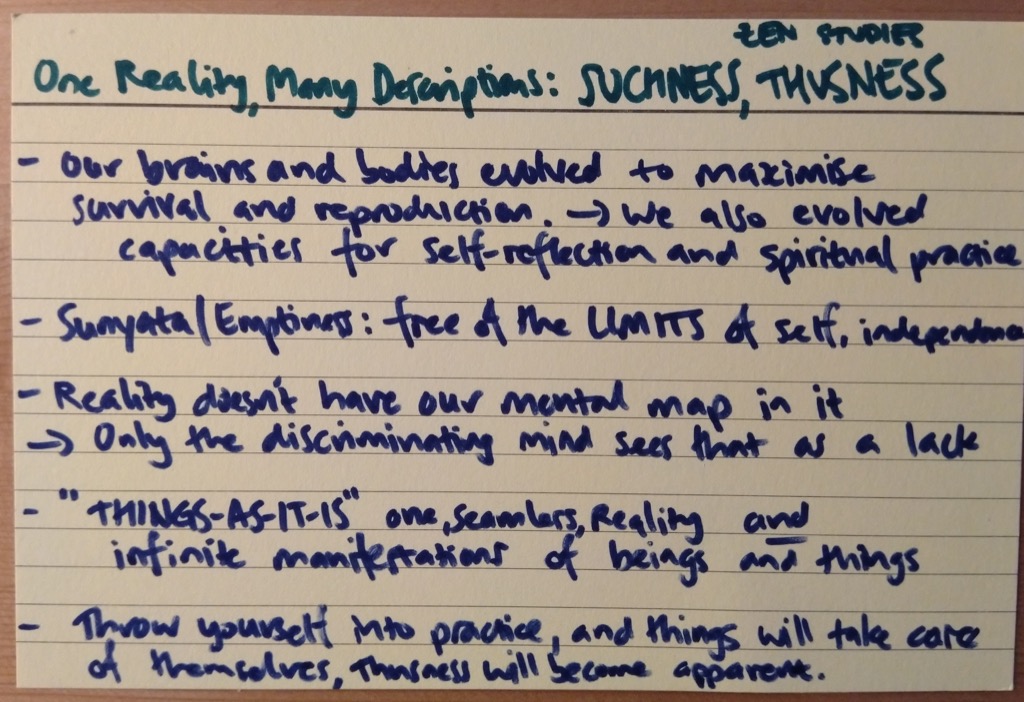 ZEN STUDIES
One Reality, Many Descriptions: SUCHNESS, THUSNESS
- Our brains and bodies evolved to maximise
survival and reproduction. → We also evolved
capacities for self-reflection and spiritual practice
- Sunyata/Emptiness: free of the LIMITS of self, independence
- Reality doesn't have our mental map in it
→ Only the discriminating mind sees that as a lack
- "THINGS-AS-IT-IS" one, seamless, Reality and
infinite manifestations of beings and things
- Throw yourself into practice, and things will take care
of themselves, Thusness will become apparent.